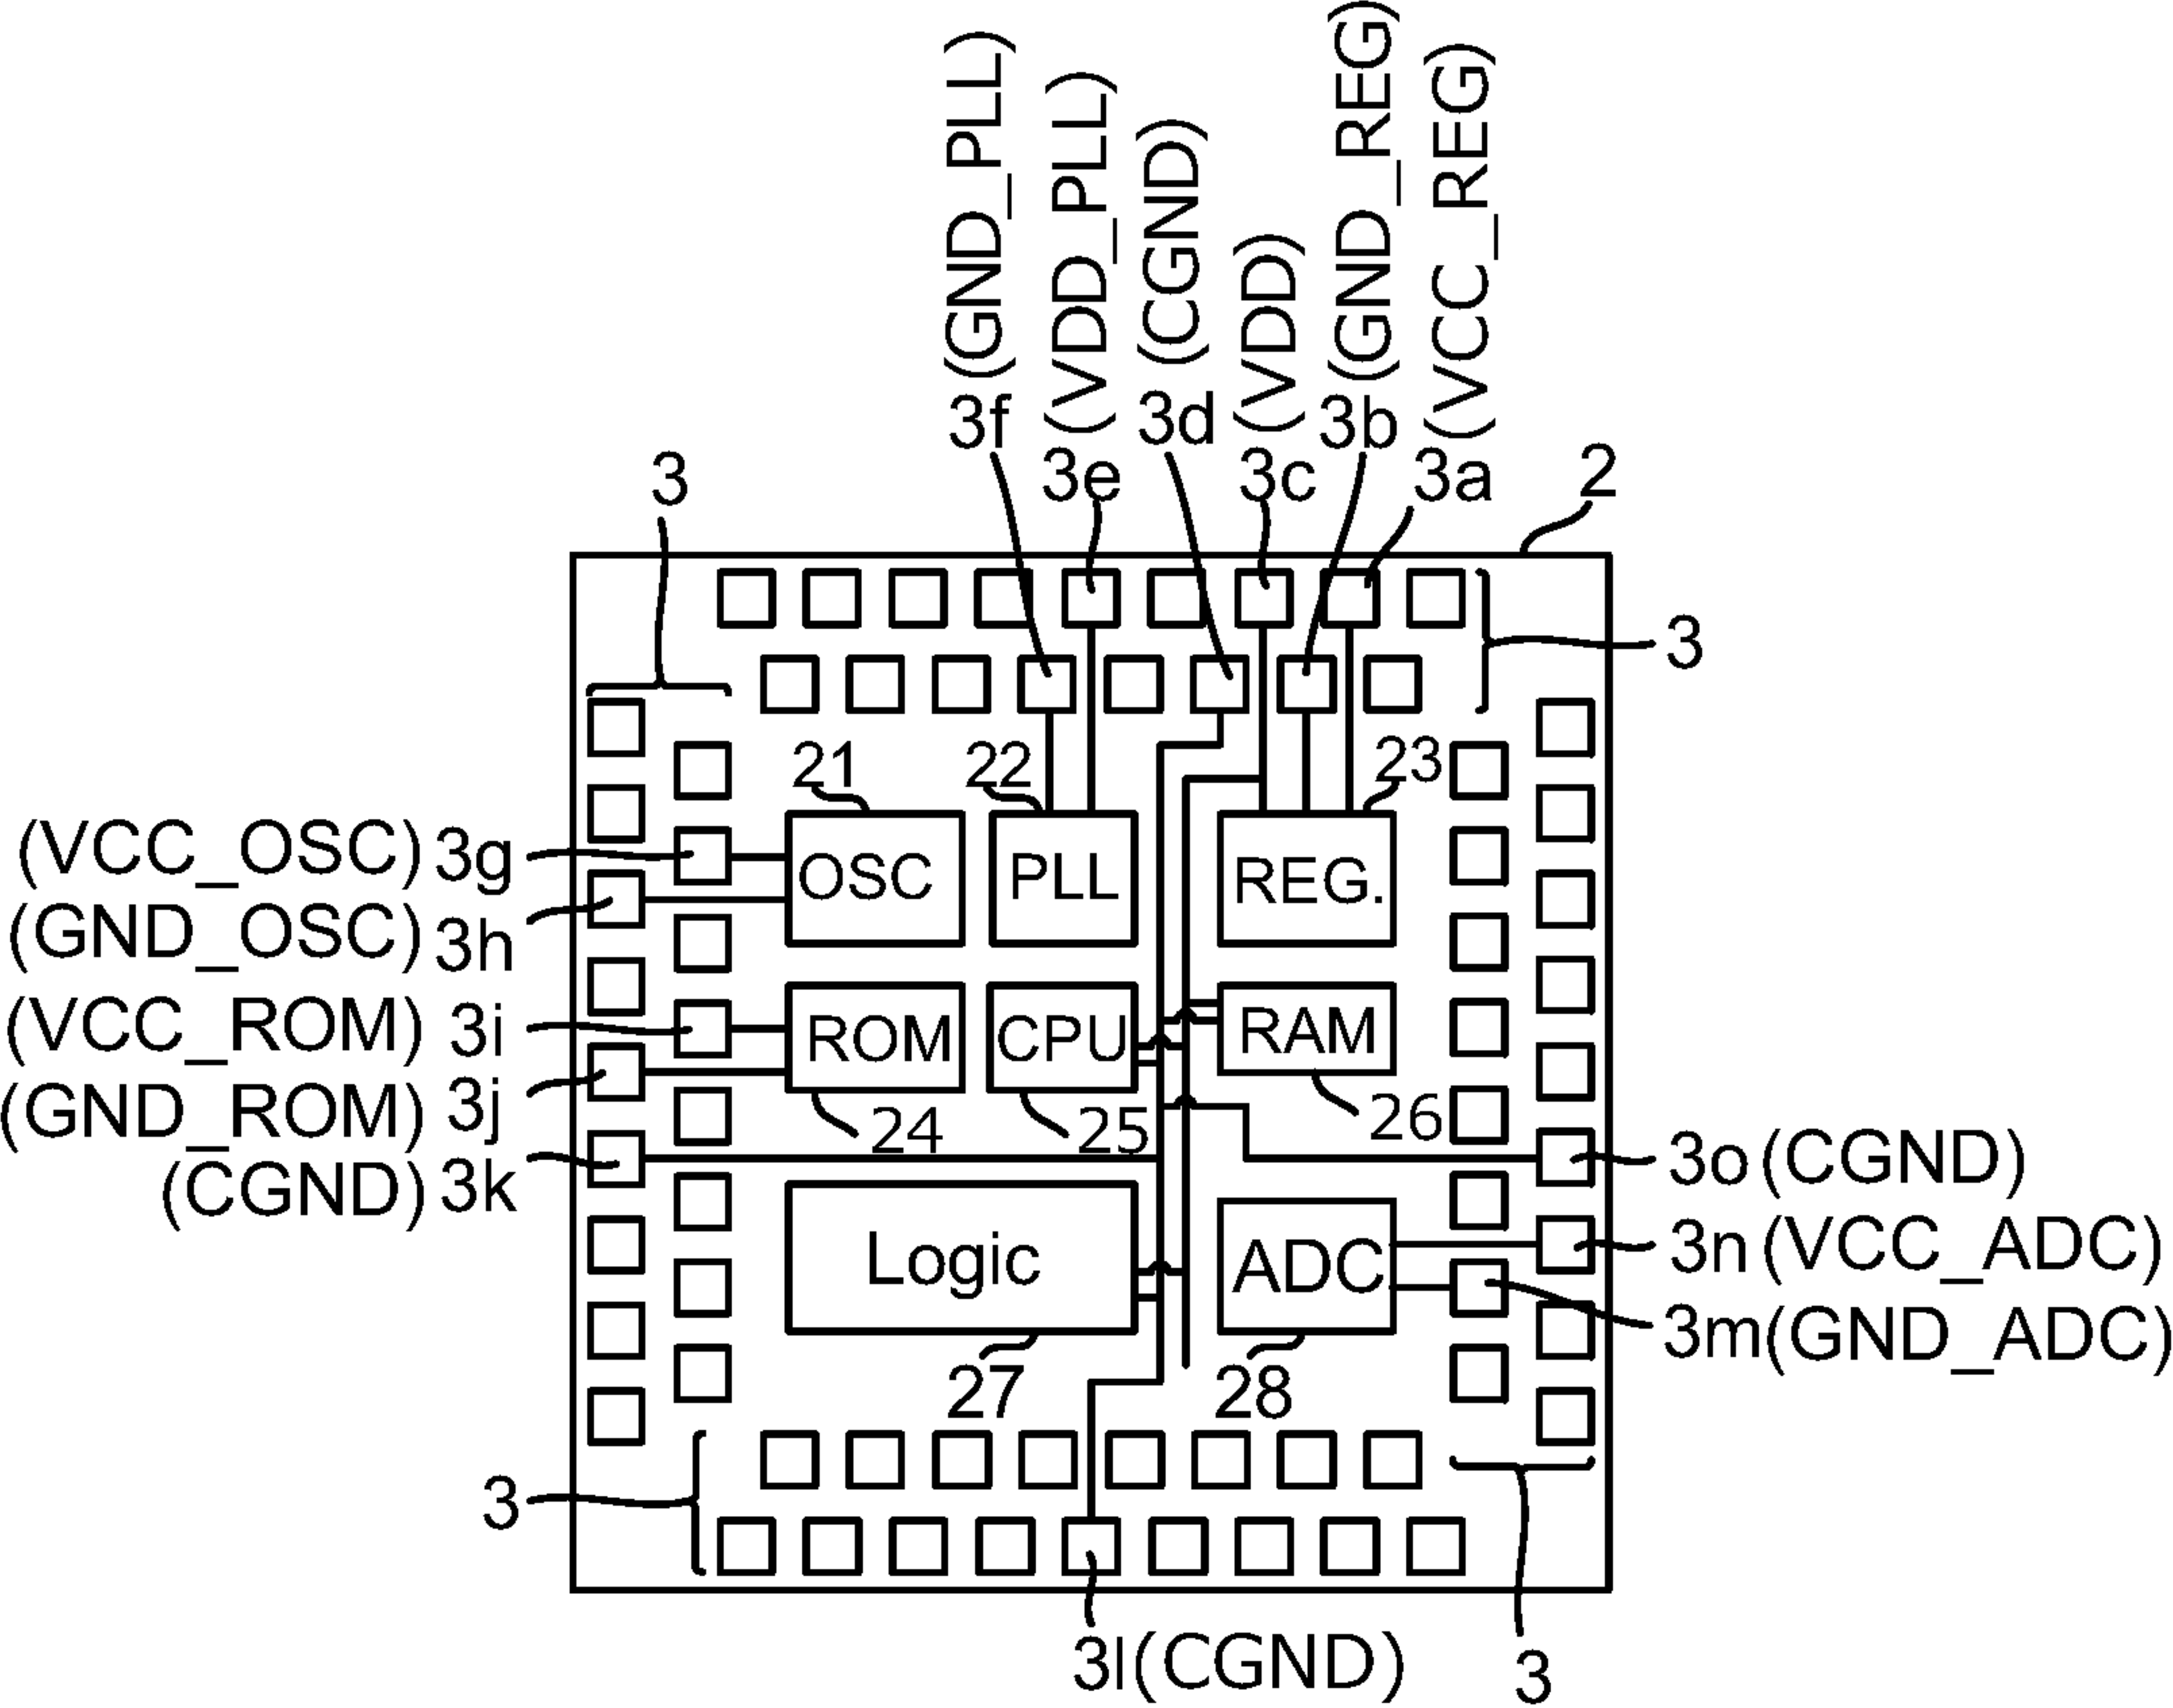 (GND_PLL)
(VDD_PLL)
(CGND)
(VDD)
(GND_REG)
(VCC_REG)
3f
3e
3d
3c
3b
3a
2
3
3
21
22
23
(VCC_OSC) 3g
OSC
PLL
REG.
(GND_OSC) 3h
(VCC_ROM) 3i
ROM
CPU
RAM
(GND_ROM) 3j
24
25
26
(CGND) 3k
3o (CGND)
Logic
ADC
3n (VCC_ADC)
3m (GND_ADC)
27
28
3
3l (CGND)
3